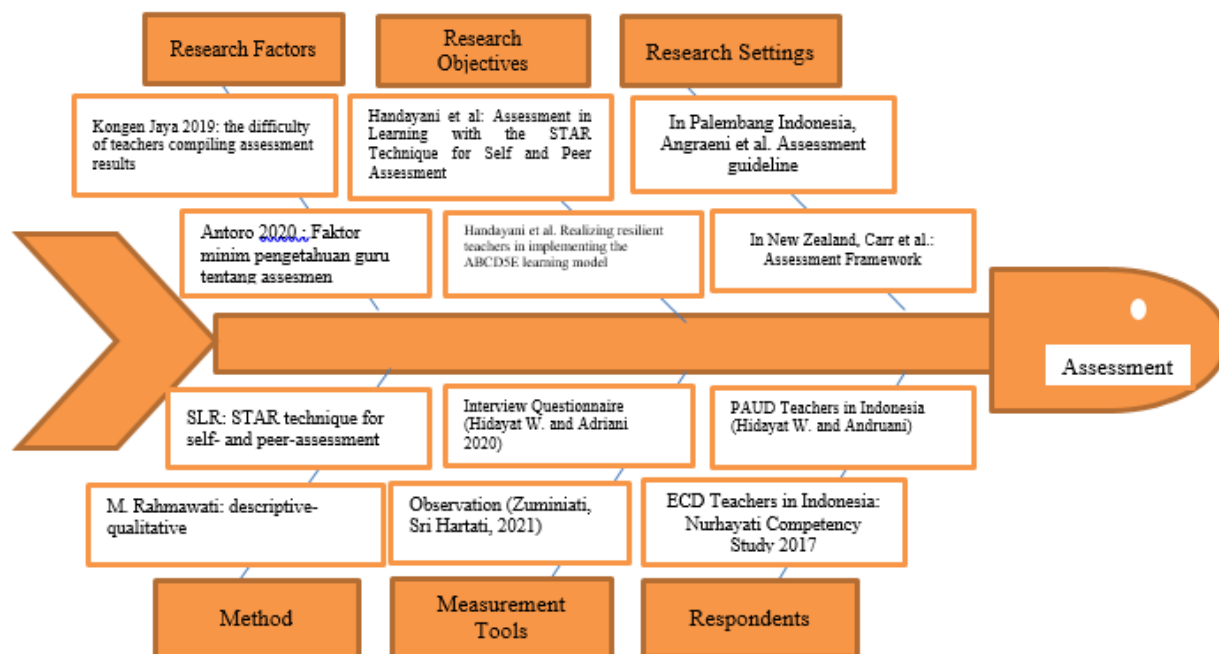 Research Factors
Research
Objectives
Research Settings
Kongen Jaya 2019: the difficulty
of teachers compiling assessment
results
Handayani et al: Assessment in
Learning with the STAR
Technique for Self and Peer
Assessment
In Palembang Indonesia,
Angraeni et al. Assessment
guideline
Antoro 2020 : Faktor
minim pengetahuan guru
tentang assesmen
Handayani et al. Realizing resilient
teachers in implementing the
ABCD5E learning model
In New Zealand, Carr et al.:
Assessment Framework
Assessment
SLR: STAR technique for
self- and peer-assessment
Interview Questionnaire
(Hidayat W. and Adriani
2020)
PAUD Teachers in Indonesia
(Hidayat W. and Andruani)
M. Rahmawati: descriptive-
qualitative
Observation (Zuminiati,
Sri Hartati, 2021)
ECD Teachers in Indonesia:
Nurhayati Competency
Study 2017
Method
Measurement
Tools
Respondents